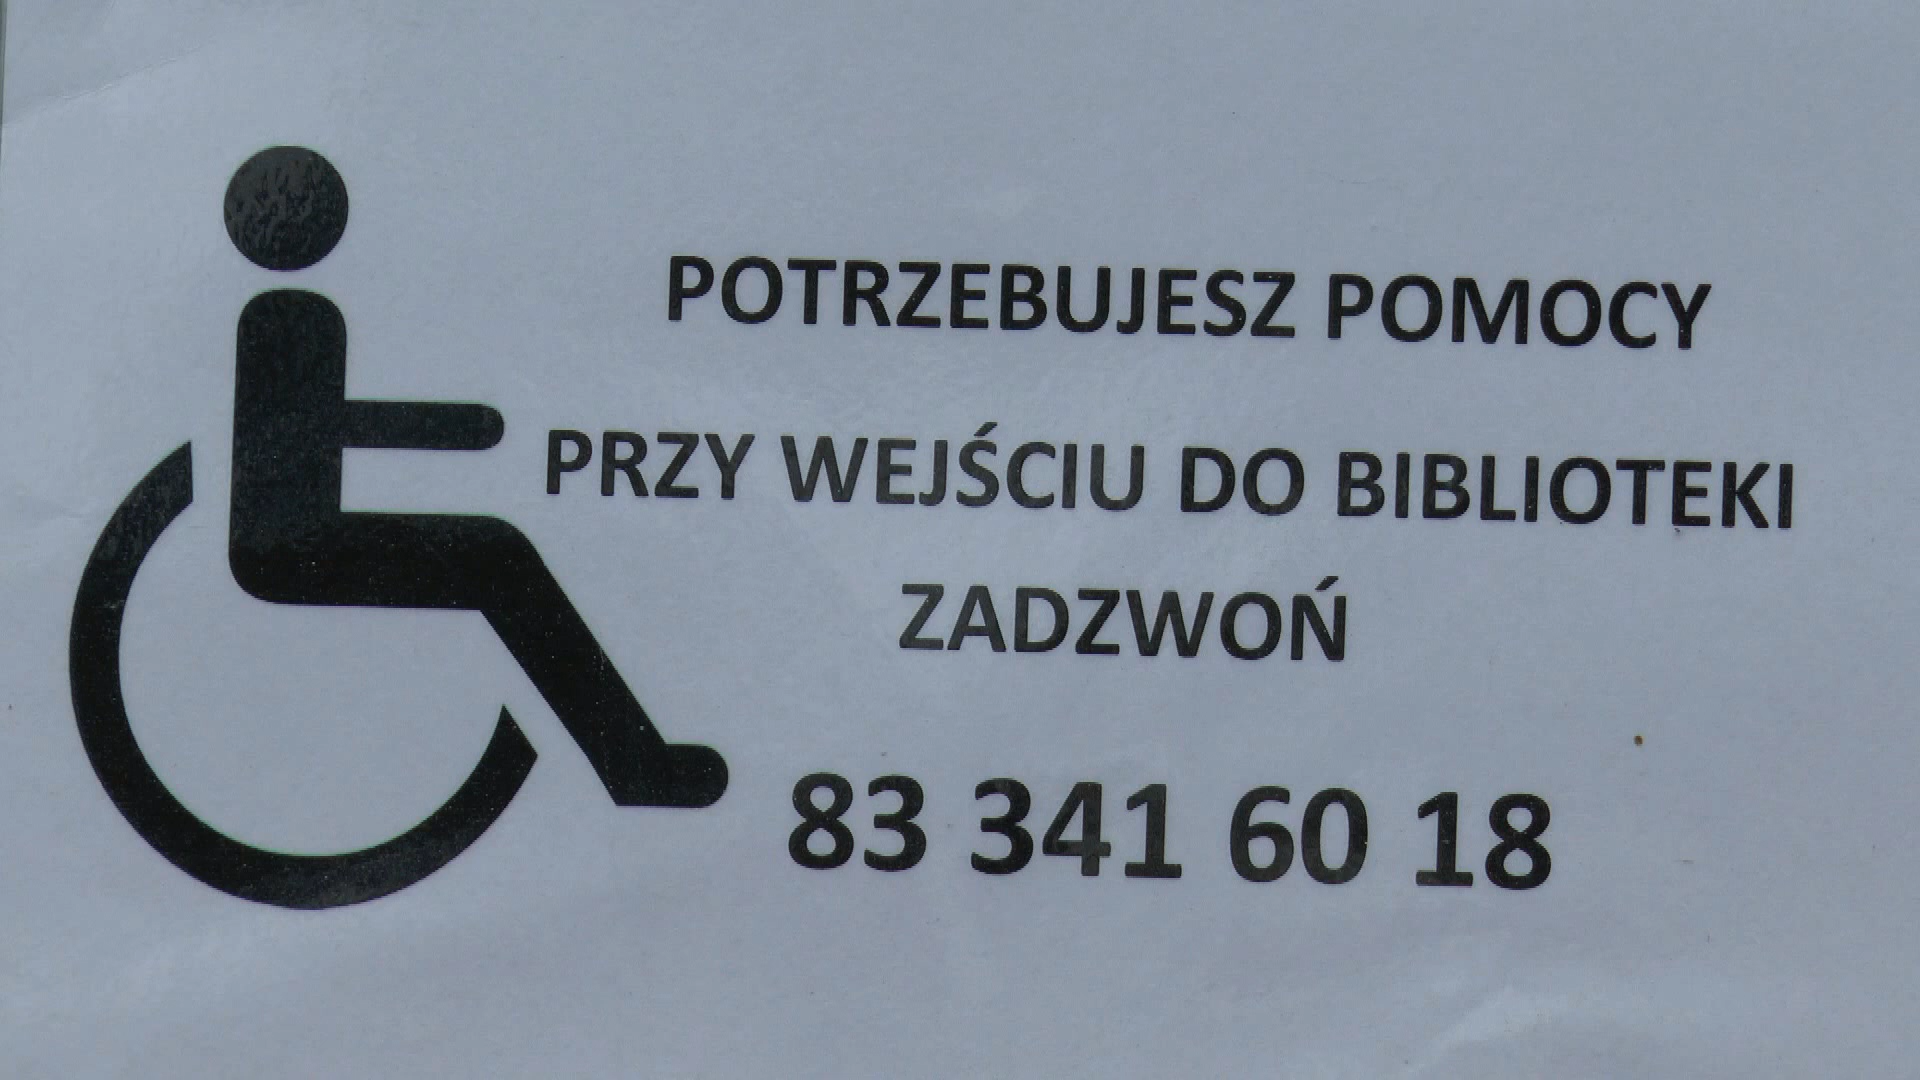 POTRZEBUJESZ POMOCY
PRZY WEJŚCIU DO BIBLIOTEKI
ZADZWOŃ
83 341 60 18